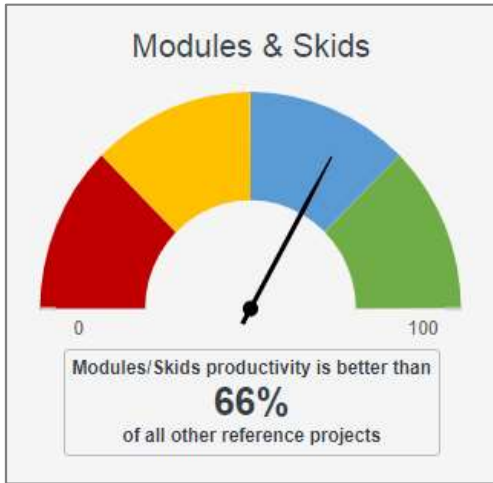 Modules & Skids
0
100
Modules/Skids productivity is better than
66%
of all other reference projects